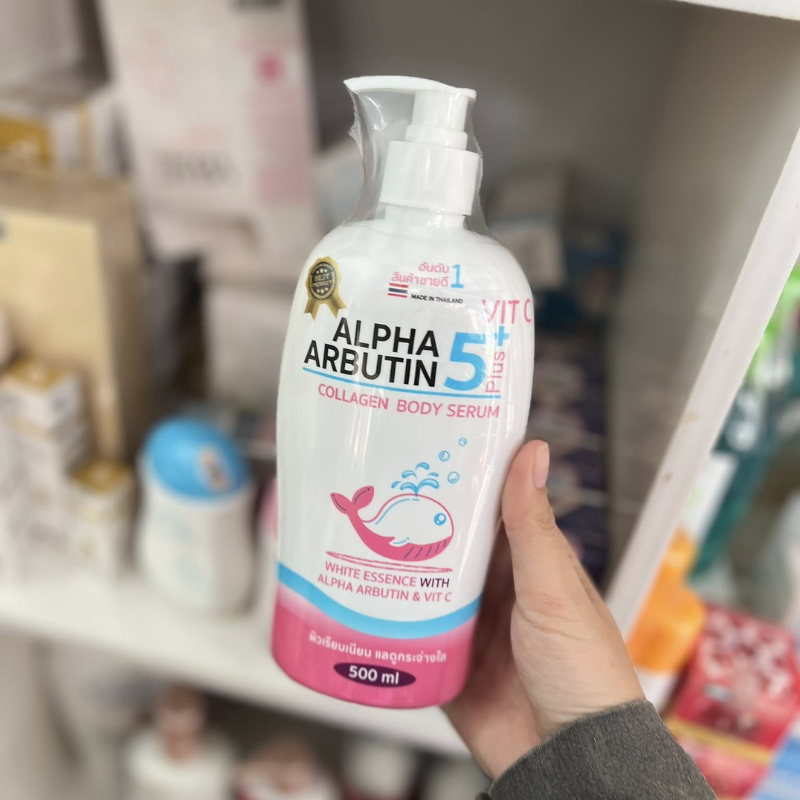 อันดับ 1
สินค้าขายดี
MADE IN THAILAND
BEST
PRODUCT
VIT C
ALPHA
ARBUTIN 5+
Plus
COLLAGEN BODY SERUM
WHITE ESSENCE WITH
ALPHA ARBUTIN & VIT C
ผิวเรียบเนียน แลดูกระจ่างใส
500 ml